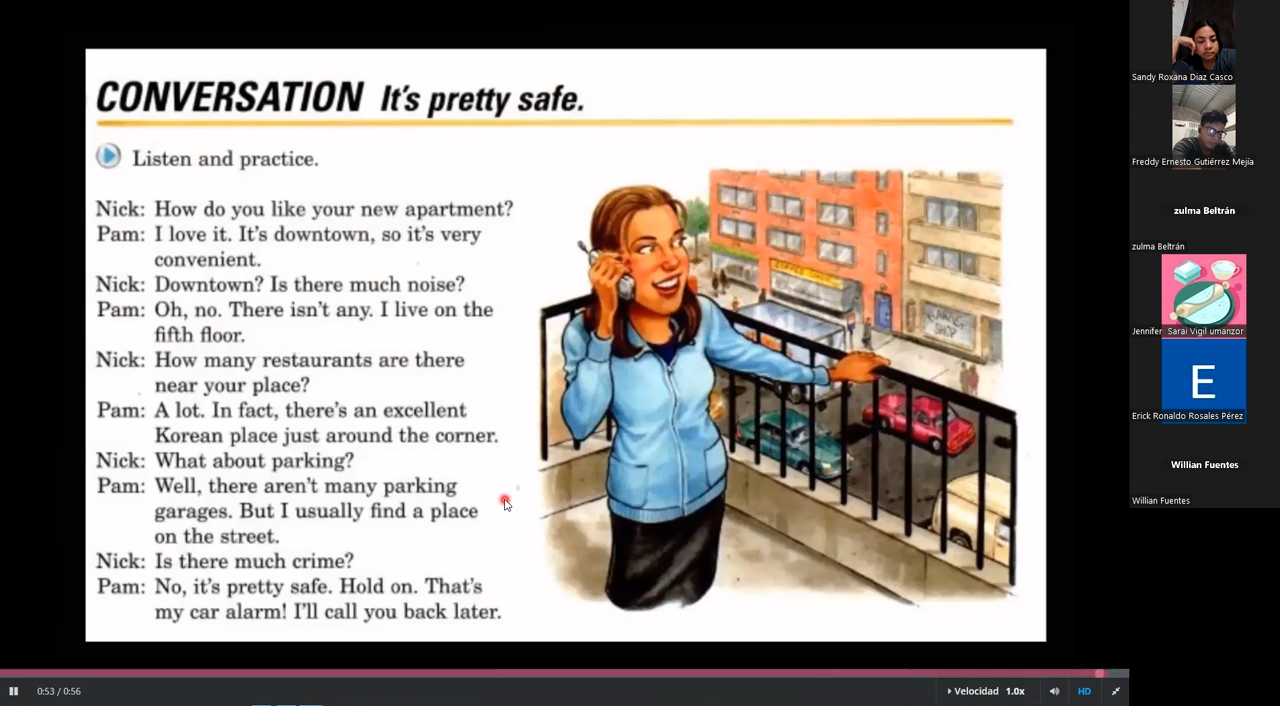 CONVERSATION It's pretty safe.
Listen and practice.
Nick: How do you like your new apartment?
Pam: I love it. It's downtown, so it's very
convenient.
Nick: Downtown? Is there much noise?
Pam: Oh, no. There isn't any. I live on the
fifth floor.
Nick: How many restaurants are there
near your place?
Pam: A lot. In fact, there's an excellent
Korean place just around the corner.
Nick: What about parking?
Pam: Well, there aren't many parking
garages. But I usually find a place
on the street.
Nick: Is there much crime?
Pam: No, it's pretty safe. Hold on. That's
my car alarm! I'll call you back later.
Sandy Roxana Diaz Casco
Freddy Ernesto Gutiérrez Mejía
zulma Beltrán
zulma Beltrán
Jennifer Sarai Vigil umanzor
E
Erick Ronaldo Rosales Pérez
Willian Fuentes
Willian Fuentes
0:53 / 0:56
Velocidad 1.0x
HD